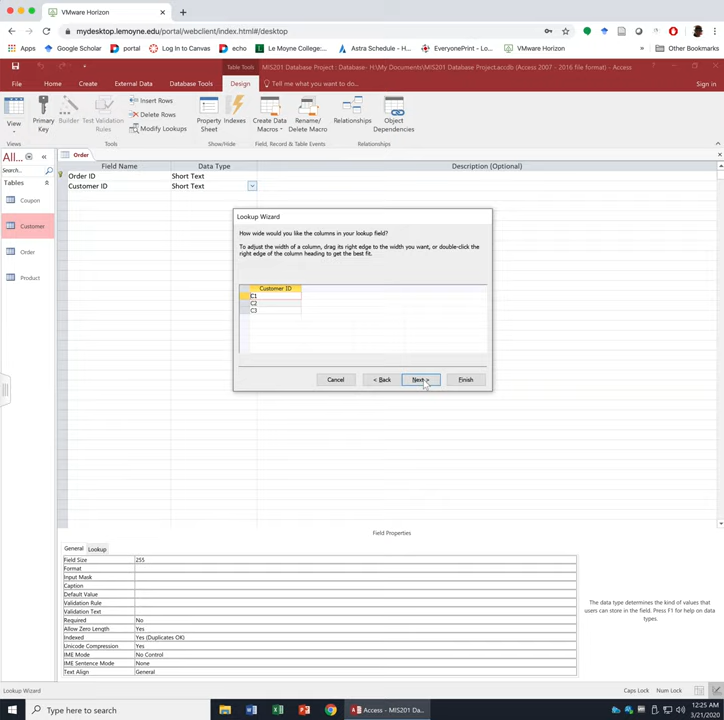 VMware Horizon
mydesktop.lemoyne.edu/portal/webclient/index.html#/desktop
Apps Google Scholar portal Log In to Canvas echo Le Moyne College:... Astra Schedule - H... EveryonePrint - Lo... VMware Horizon » Other Bookmarks
Table Tools MIS201 Database Project : Database- H:\My Documents\MIS201 Database Project.accdb (Access 2007 - 2016 file format) - Access
File Home Create External Data Database Tools Design Tell me what you want to do... Sign in
View
Primary Key
Builder
Test Validation Rules
Insert Rows
Delete Rows
Modify Lookups
Property Sheet
Indexes
Create Data Macros
Rename/ Delete Macro
Relationships
Object Dependencies
Views Tools Show/Hide Field, Record & Table Events Relationships
All...
Search...
Tables
Coupon
Customer
Order
Product
Order
Field Name Data Type Description (Optional)
Order ID Short Text
Customer ID Short Text
Lookup Wizard
How wide would you like the columns in your lookup field?
To adjust the width of a column, drag its right edge to the width you want, or double-click the
right edge of the column heading to get the best fit.
Customer ID
C1
C2
C3
Cancel < Back Next > Finish
Field Properties
General Lookup
Field Size 255
Format
Input Mask
Caption
Default Value
Validation Rule
Validation Text
Required No
Allow Zero Length Yes
Indexed Yes (Duplicates OK)
Unicode Compression Yes
IME Mode No Control
IME Sentence Mode None
Text Align General
The data type determines the kind of values that
users can store in the field. Press F1 for help on data
types.
Lookup Wizard Caps Lock Num Lock
Type here to search
Access - MIS201 Da...
12:25 AM
3/21/2020